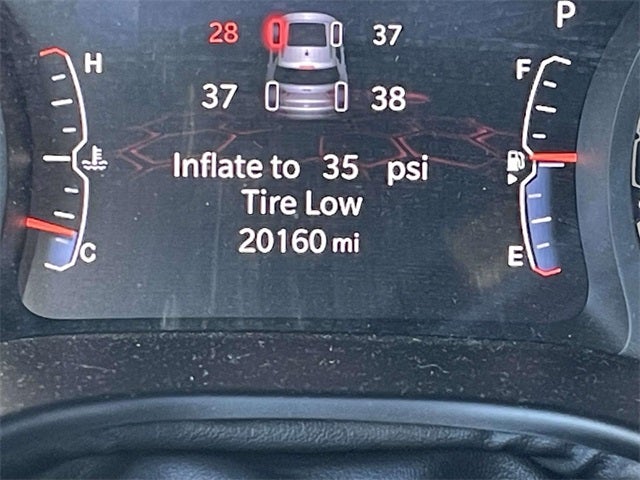 P
28 37
H F
37 38
Inflate to 35 psi
Tire Low
20160 mi
C E